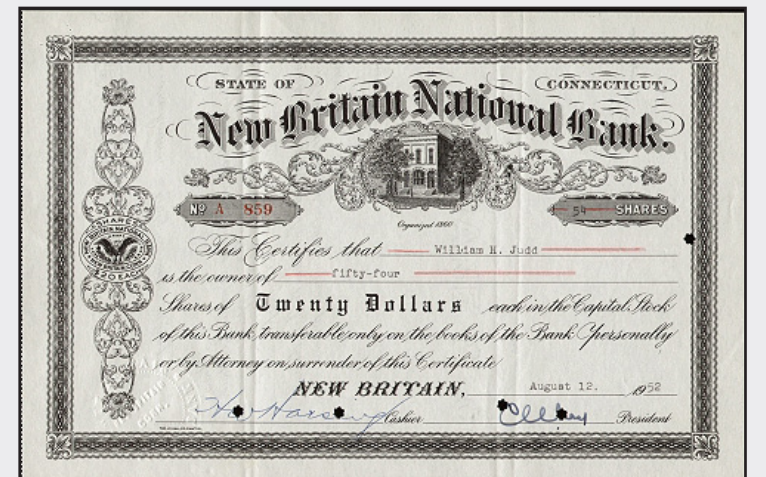 STATE OF CONNECTICUT.
New Britain National Bank.
Nº A 859
54 SHARES
Organized 1860
SHARES
$20 EACH
This Certifies that William H. Judd
is the owner of fifty-four
Shares of Twenty Dollars each in the Capital Stock
of this Bank, transferable only on the books of the Bank personally
or by Attorney on surrender of this Certificate
NEW BRITAIN, August 12. 1952
Cashier
President